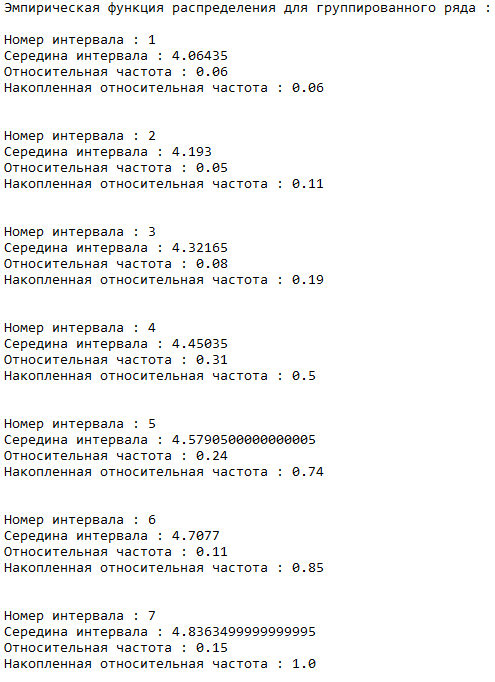 Эмпирическая функция распределения для группированного ряда :
Номер интервала : 1
Середина интервала : 4.06435
Относительная частота : 0.06
Накопленная относительная частота : 0.06
Номер интервала : 2
Середина интервала : 4.193
Относительная частота : 0.05
Накопленная относительная частота : 0.11
Номер интервала : 3
Середина интервала : 4.32165
Относительная частота : 0.08
Накопленная относительная частота : 0.19
Номер интервала : 4
Середина интервала : 4.45035
Относительная частота : 0.31
Накопленная относительная частота : 0.5
Номер интервала : 5
Середина интервала : 4.5790500000000005
Относительная частота : 0.24
Накопленная относительная частота : 0.74
Номер интервала : 6
Середина интервала : 4.7077
Относительная частота : 0.11
Накопленная относительная частота : 0.85
Номер интервала : 7
Середина интервала : 4.8363499999999995
Относительная частота : 0.15
Накопленная относительная частота : 1.0